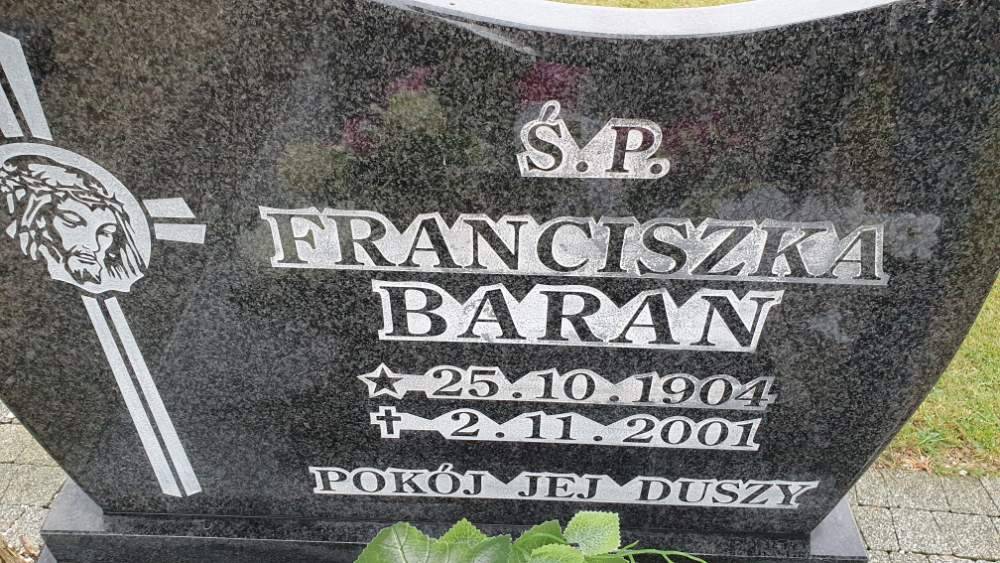 Ś.P.
FRANCISZKA
BARAN
★ 25.10.1904
✝ 2.11.2001
POKÓJ JEJ DUSZY